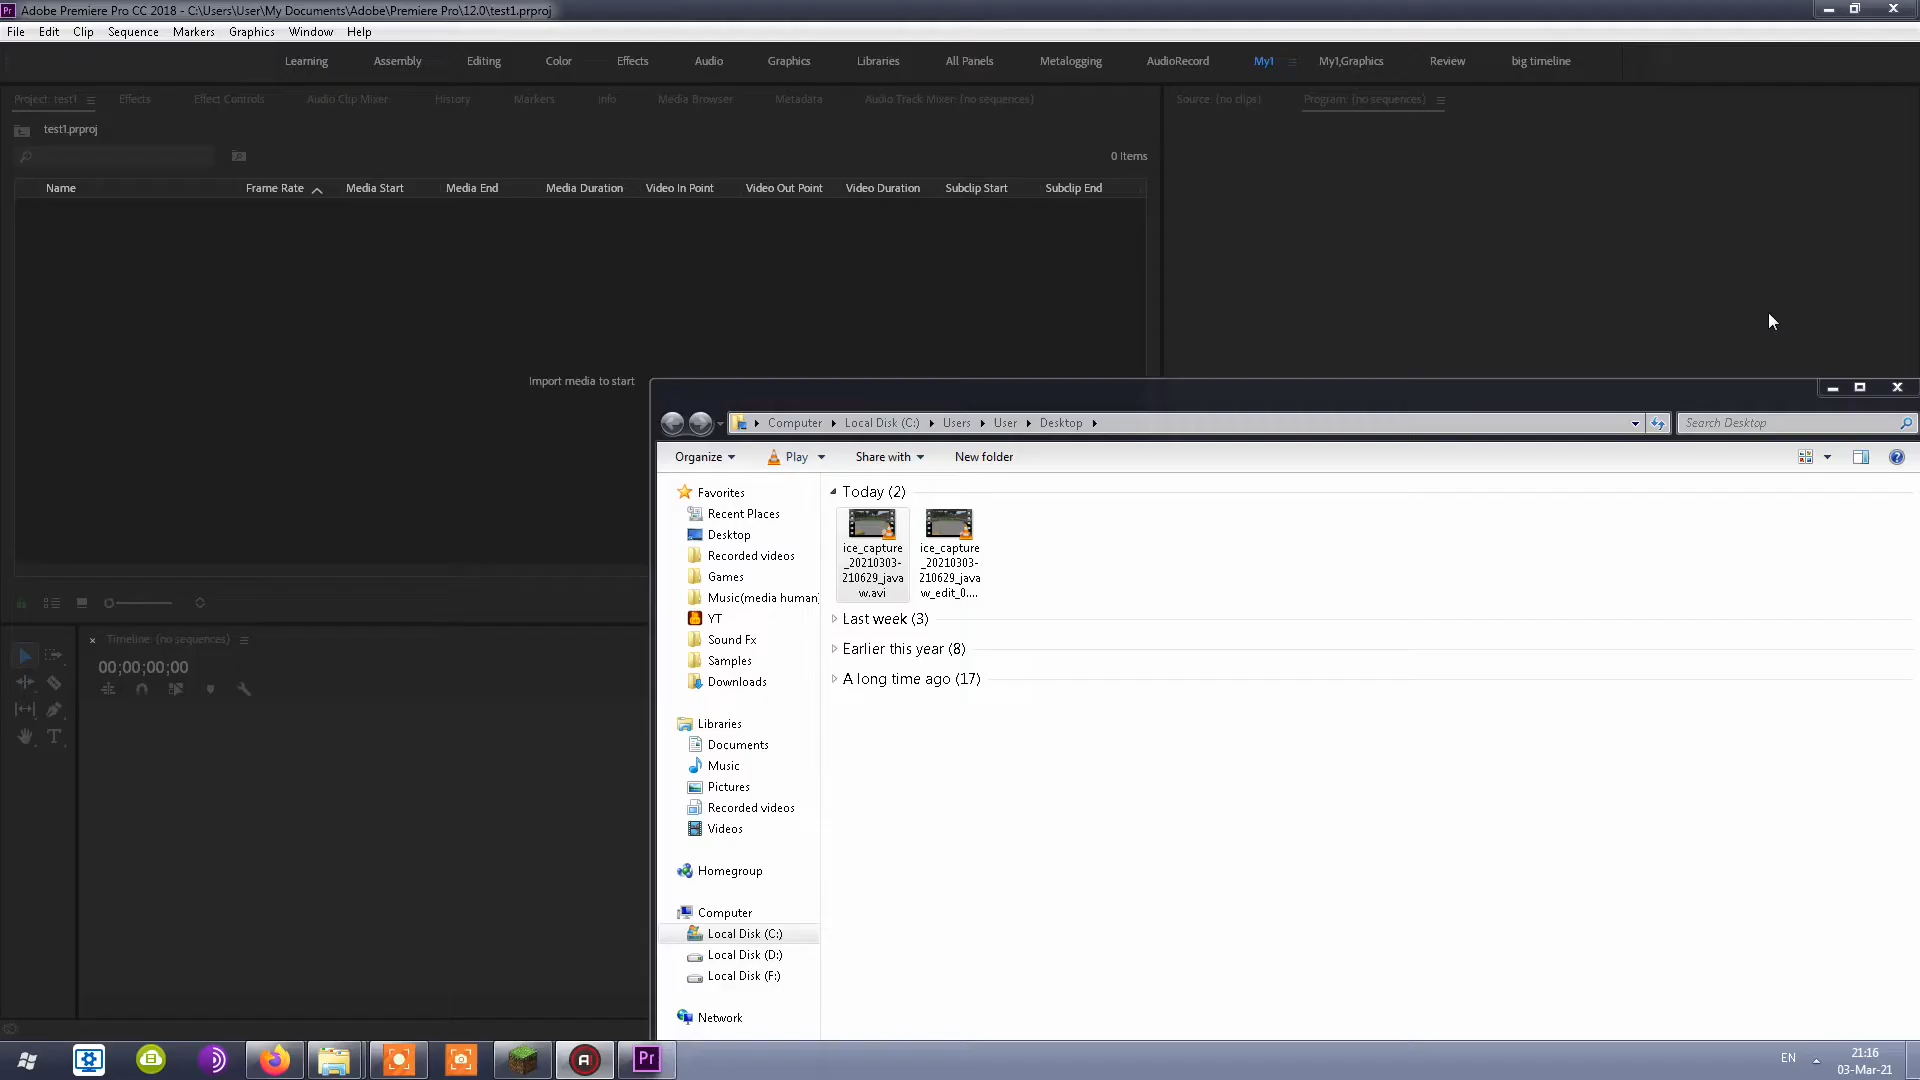 Adobe Premiere Pro CC 2018 - C:\Users\User\My Documents\Adobe\Premiere Pro\12.0\test1.prproj
File Edit Clip Sequence Markers Graphics Window Help
Learning Assembly Editing Color Effects Audio Graphics Libraries All Panels Metalogging AudioRecord My1 My1,Graphics Review big timeline
Project: test1 Effects Effect Controls Audio Clip Mixer: History Markers Info Media Browser Metadata Audio Track Mixer: (no sequences) Source: (no clips) Program: (no sequences)
test1.prproj
0 Items
Name Frame Rate Media Start Media End Media Duration Video In Point Video Out Point Video Duration Subclip Start Subclip End
Import media to start
Computer Local Disk (C:) Users User Desktop Search Desktop
Organize Play Share with New folder
Favorites
Recent Places
Desktop
Recorded videos
Games
Music(media human)
YT
Sound Fx
Samples
Downloads
Libraries
Documents
Music
Pictures
Recorded videos
Videos
Homegroup
Computer
Local Disk (C:)
Local Disk (D:)
Local Disk (F:)
Network
Today (2)
ice_capture
_20210303-
210629_java
w.avi
ice_capture
_20210303-
210629_java
w_edit_0....
Last week (3)
Earlier this year (8)
A long time ago (17)
Timeline: (no sequences)
00;00;00;00
Pr
EN
21:16
03-Mar-21